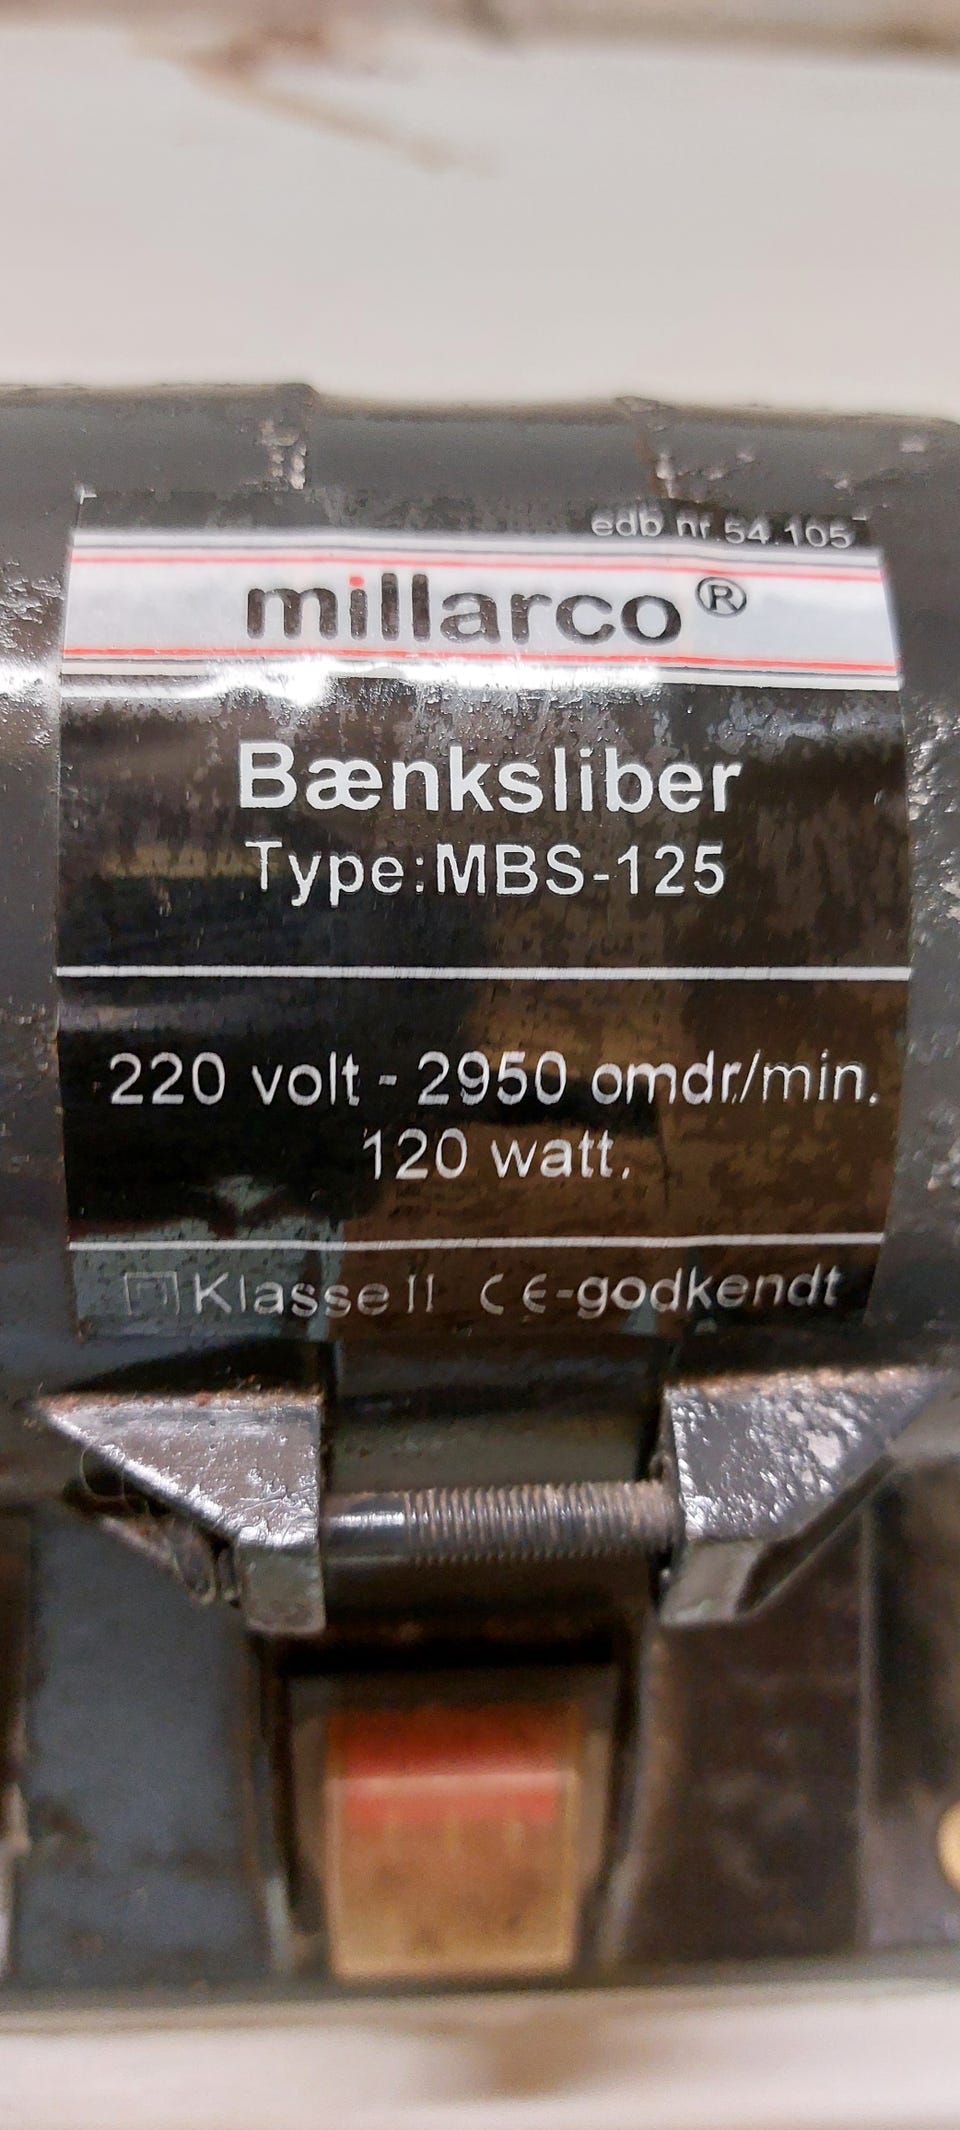 edb nr.54.105
millarco®
Bænksliber
Type:MBS-125
220 volt - 2950 omdr/min.
120 watt.
Klasse II CE-godkendt